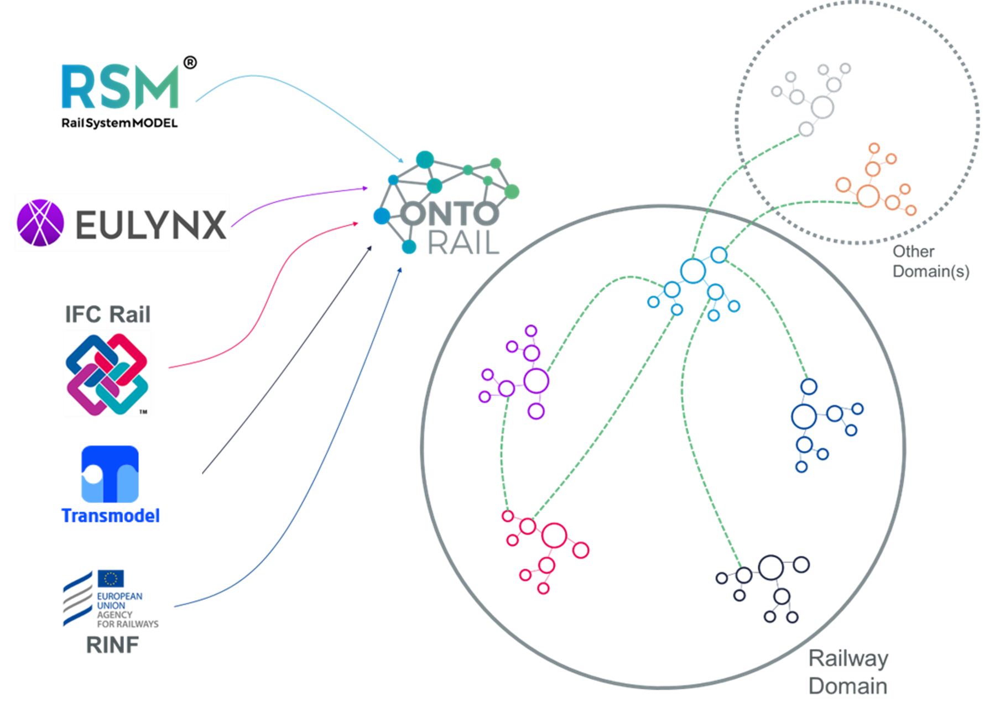 RSM®
RailSystemMODEL
EULYNX
IFC Rail
™
Transmodel
EUROPEAN
UNION
AGENCY
FOR RAILWAYS
RINF
ONTO
RAIL
Other
Domain(s)
Railway
Domain